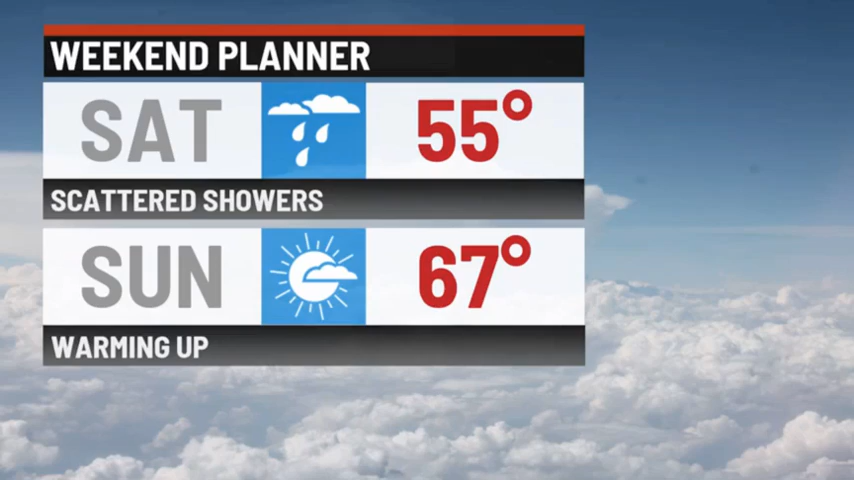 WEEKEND PLANNER
SAT 55°
SCATTERED SHOWERS
SUN 67°
WARMING UP